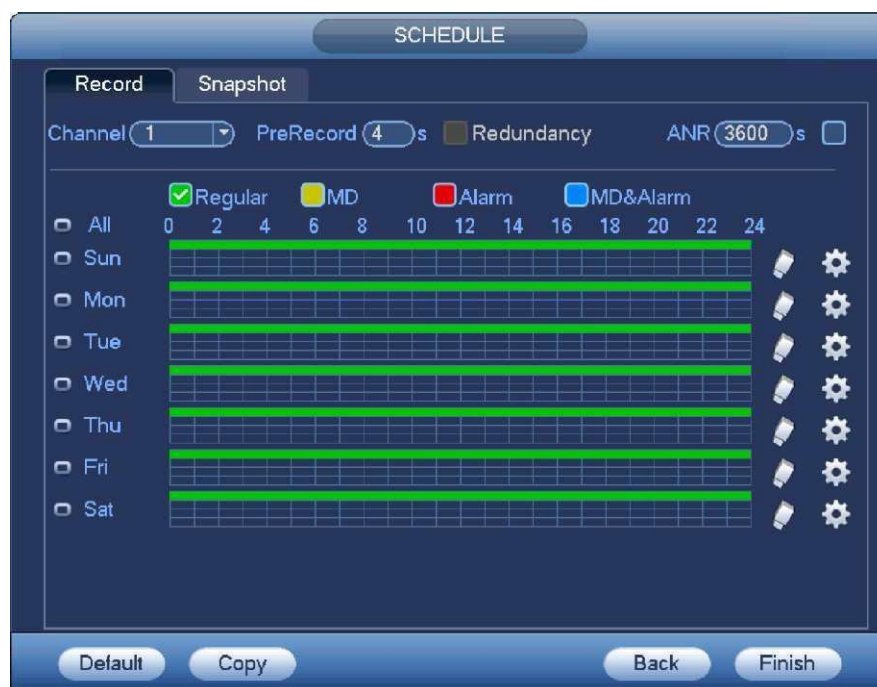 SCHEDULE
Record Snapshot
Channel 1 PreRecord 4 s Redundancy ANR 3600 s
Regular MD Alarm MD&Alarm
All 0 2 4 6 8 10 12 14 16 18 20 22 24
Sun
Mon
Tue
Wed
Thu
Fri
Sat
Default Copy Back Finish